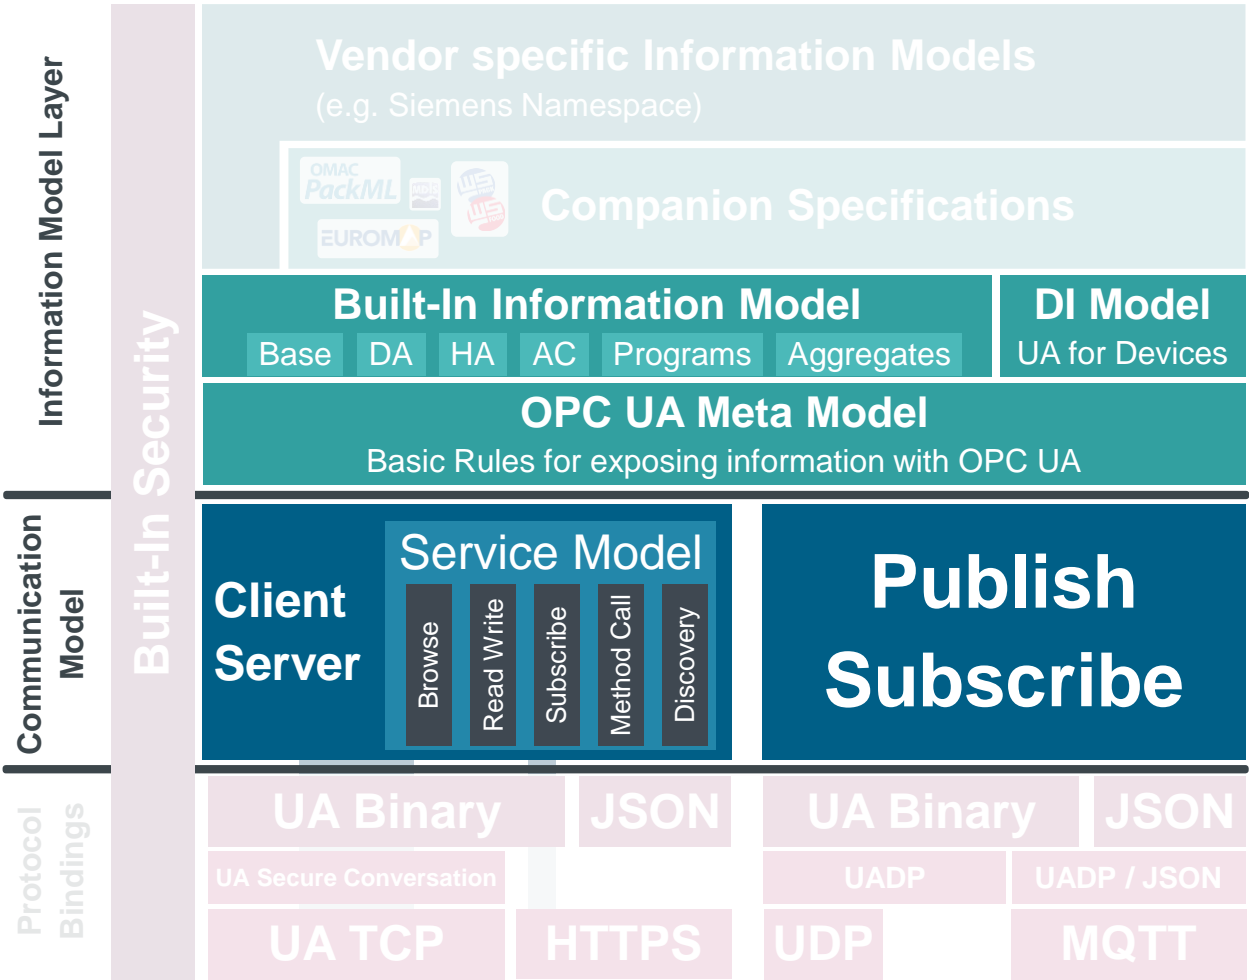 Information Model Layer
Built-In Security
Vendor specific Information Models
(e.g. Siemens Namespace)
OMAC
PackML
WS
WS
EUROMAP
Companion Specifications
Built-In Information Model
Base DA HA AC Programs Aggregates
DI Model
UA for Devices
OPC UA Meta Model
Basic Rules for exposing information with OPC UA
Communication
Model
Client
Server
Service Model
Browse
Read Write
Subscribe
Method Call
Discovery
Publish
Subscribe
Protocol
Bindings
UA Binary JSON
UA Secure Conversation
UA TCP HTTPS
UA Binary JSON
UADP UADP / JSON
UDP MQTT